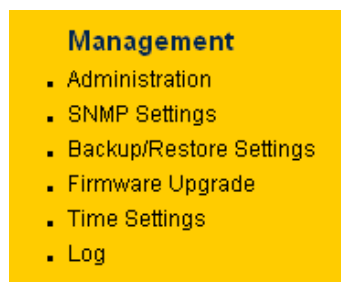 Management
Administration
SNMP Settings
Backup/Restore Settings
Firmware Upgrade
Time Settings
Log